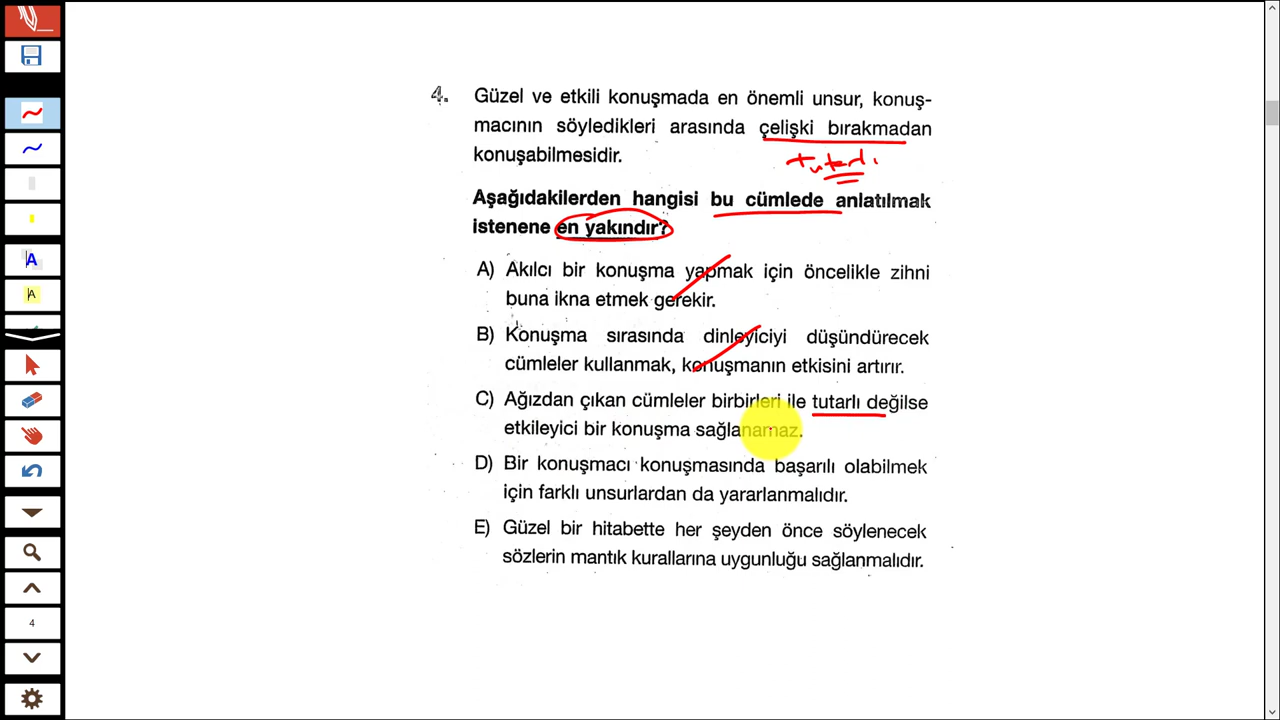 4. Güzel ve etkili konuşmada en önemli unsur, konuş-
macının söyledikleri arasında çelişki bırakmadan
konuşabilmesidir.
tutarlı
Aşağıdakilerden hangisi bu cümlede anlatılmak
istenene en yakındır?
A) Akılcı bir konuşma yapmak için öncelikle zihni
buna ikna etmek gerekir.
B) Konuşma sırasında dinleyiciyi düşündürecek
cümleler kullanmak, konuşmanın etkisini artırır.
C) Ağızdan çıkan cümleler birbirleri ile tutarlı değilse
etkileyici bir konuşma sağlanamaz.
D) Bir konuşmacı konuşmasında başarılı olabilmek
için farklı unsurlardan da yararlanmalıdır.
E) Güzel bir hitabette her şeyden önce söylenecek
sözlerin mantık kurallarına uygunluğu sağlanmalıdır.
A
A
4